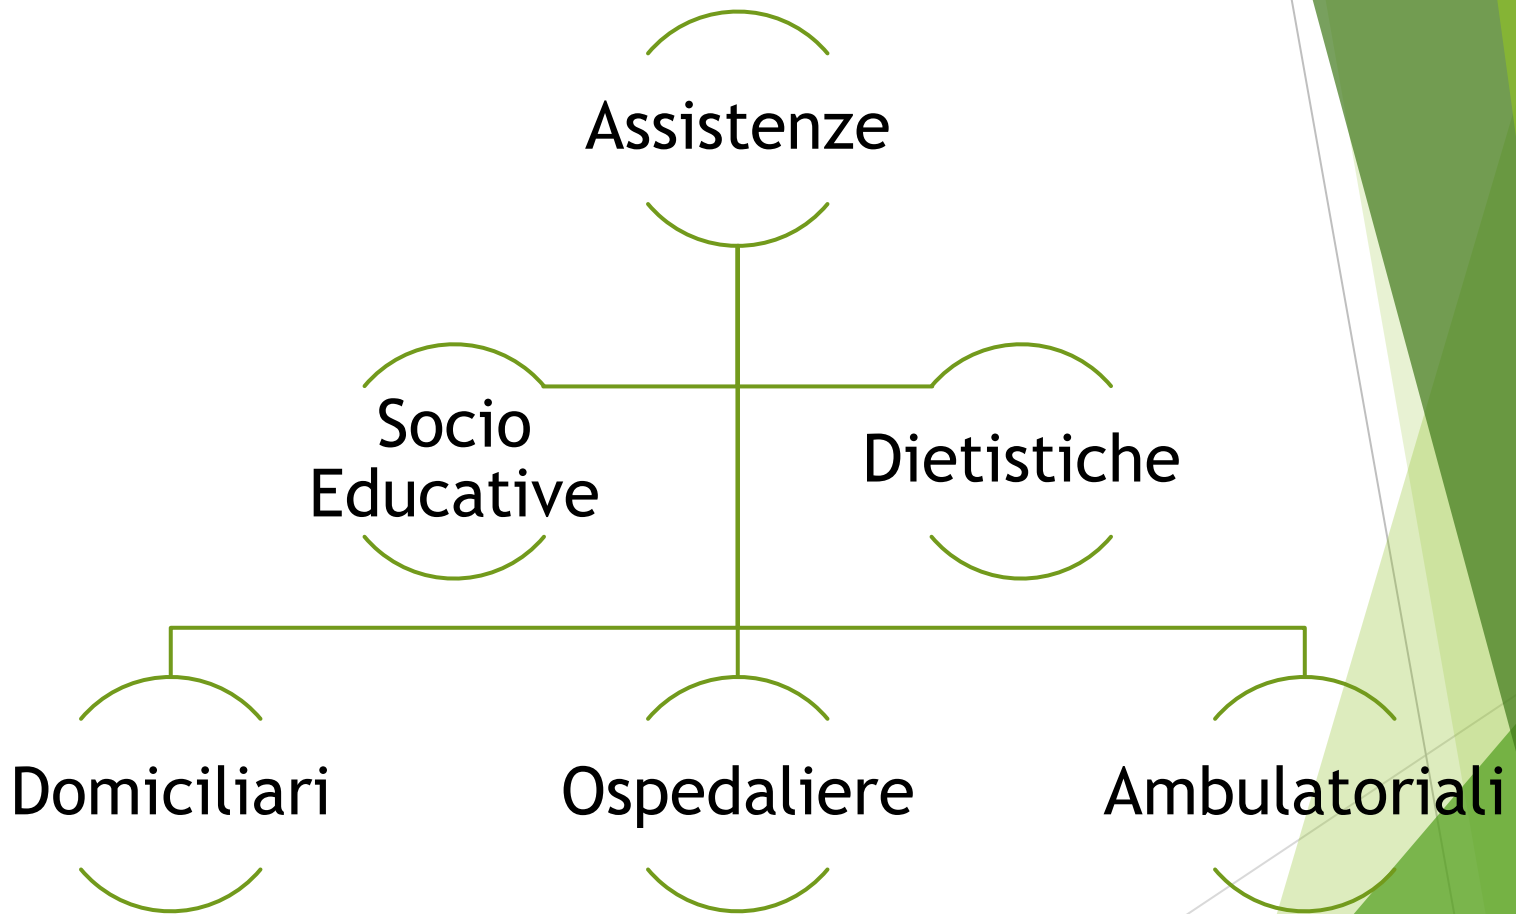 Assistenze
Socio
Educative
Dietistiche
Domiciliari
Ospedaliere
Ambulatoriali